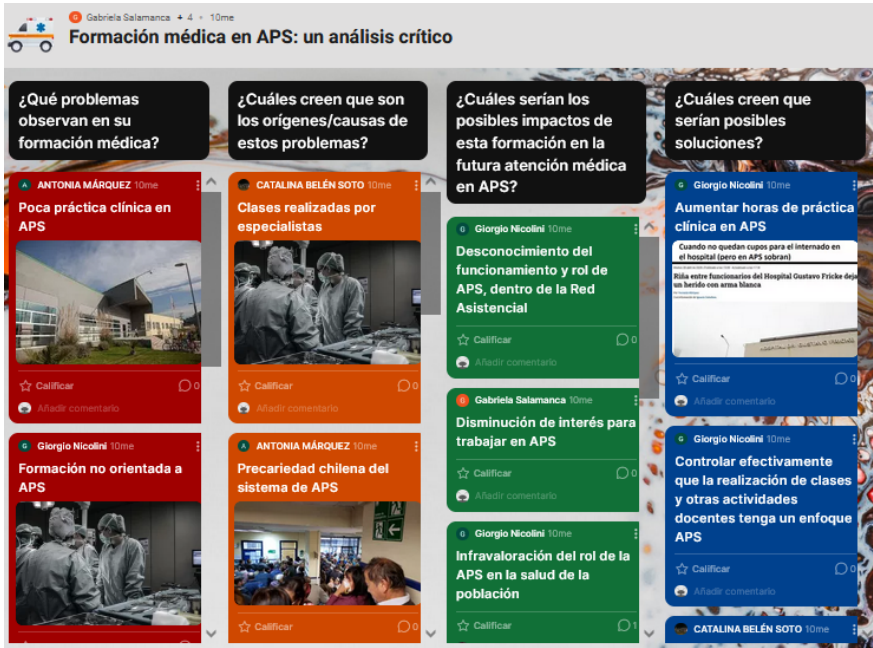 Gabriela Salamanca + 4 • 10me
Formación médica en APS: un análisis crítico
¿Qué problemas
observan en su
formación médica?
ANTONIA MÁRQUEZ 10me
Poca práctica clínica en
APS
Calificar 0
Añadir comentario
Giorgio Nicolini 10me
Formación no orientada a
APS
¿Cuáles creen que son
los orígenes/causas de
estos problemas?
CATALINA BELÉN SOTO 10me
Clases realizadas por
especialistas
Calificar 0
Añadir comentario
ANTONIA MÁRQUEZ 10me
Precariedad chilena del
sistema de APS
Calificar 0
¿Cuáles serían los
posibles impactos de
esta formación en la
futura atención médica
en APS?
Giorgio Nicolini 10me
Desconocimiento del
funcionamiento y rol de
APS, dentro de la Red
Asistencial
Calificar 0
Añadir comentario
Gabriela Salamanca 10me
Disminución de interés para
trabajar en APS
Calificar 0
Añadir comentario
Giorgio Nicolini 10me
Infravaloración del rol de la
APS en la salud de la
población
Calificar 1
¿Cuáles creen que
serían posibles
soluciones?
Giorgio Nicolini 10me
Aumentar horas de práctica
clínica en APS
Cuando no quedan cupos para el internado en
el hospital (pero en APS sobran)
Riña entre funcionarios del Hospital Gustavo Fricke deja
un herido con arma blanca
Calificar 0
Añadir comentario
Giorgio Nicolini 10me
Controlar efectivamente
que la realización de clases
y otras actividades
docentes tenga un enfoque
APS
Calificar 0
Añadir comentario
CATALINA BELÉN SOTO 10me